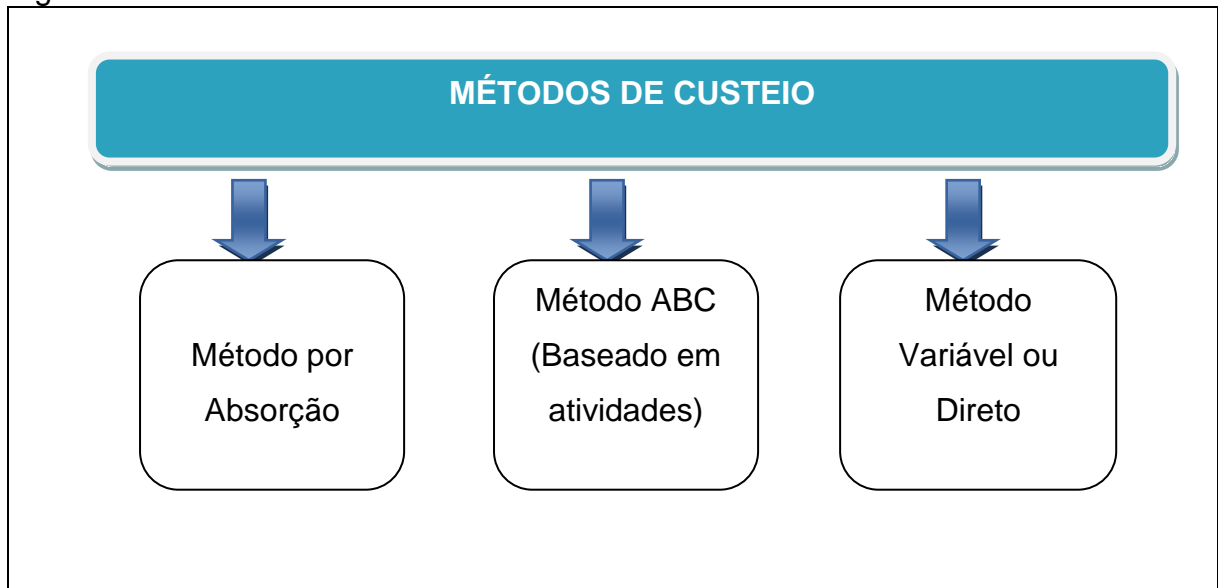 MÉTODOS DE CUSTEIO
Método por
Absorção
Método ABC
(Baseado em
atividades)
Método
Variável ou
Direto